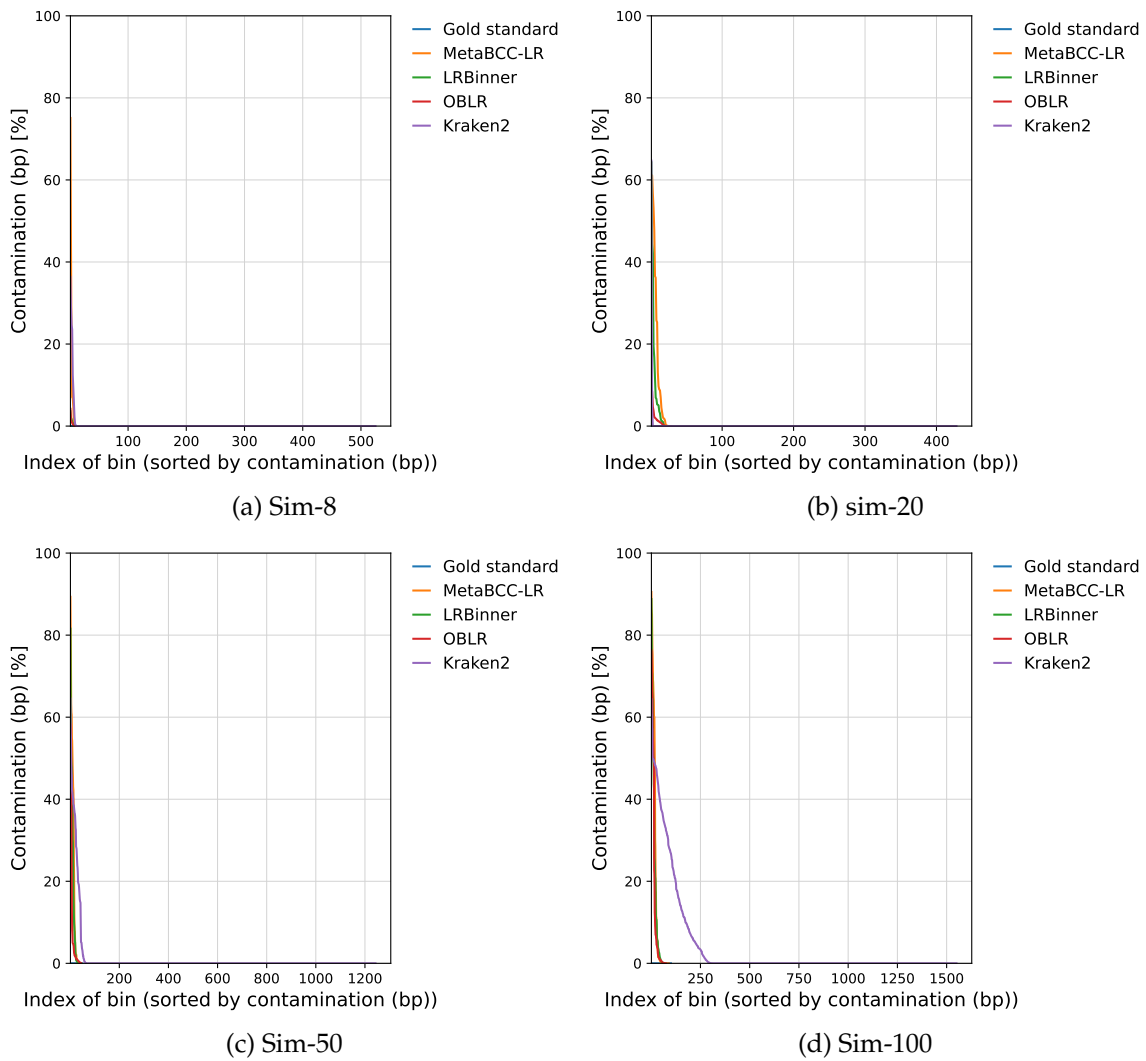 100
80
60
40
20
0
Contamination (bp) [%]
100 200 300 400 500
Index of bin (sorted by contamination (bp))
Gold standard
MetaBCC-LR
LRBinner
OBLR
Kraken2
(a) Sim-8
100
80
60
40
20
0
Contamination (bp) [%]
100 200 300 400
Index of bin (sorted by contamination (bp))
Gold standard
MetaBCC-LR
LRBinner
OBLR
Kraken2
(b) sim-20
100
80
60
40
20
0
Contamination (bp) [%]
200 400 600 800 1000 1200
Index of bin (sorted by contamination (bp))
Gold standard
MetaBCC-LR
LRBinner
OBLR
Kraken2
(c) Sim-50
100
80
60
40
20
0
Contamination (bp) [%]
250 500 750 1000 1250 1500
Index of bin (sorted by contamination (bp))
Gold standard
MetaBCC-LR
LRBinner
OBLR
Kraken2
(d) Sim-100